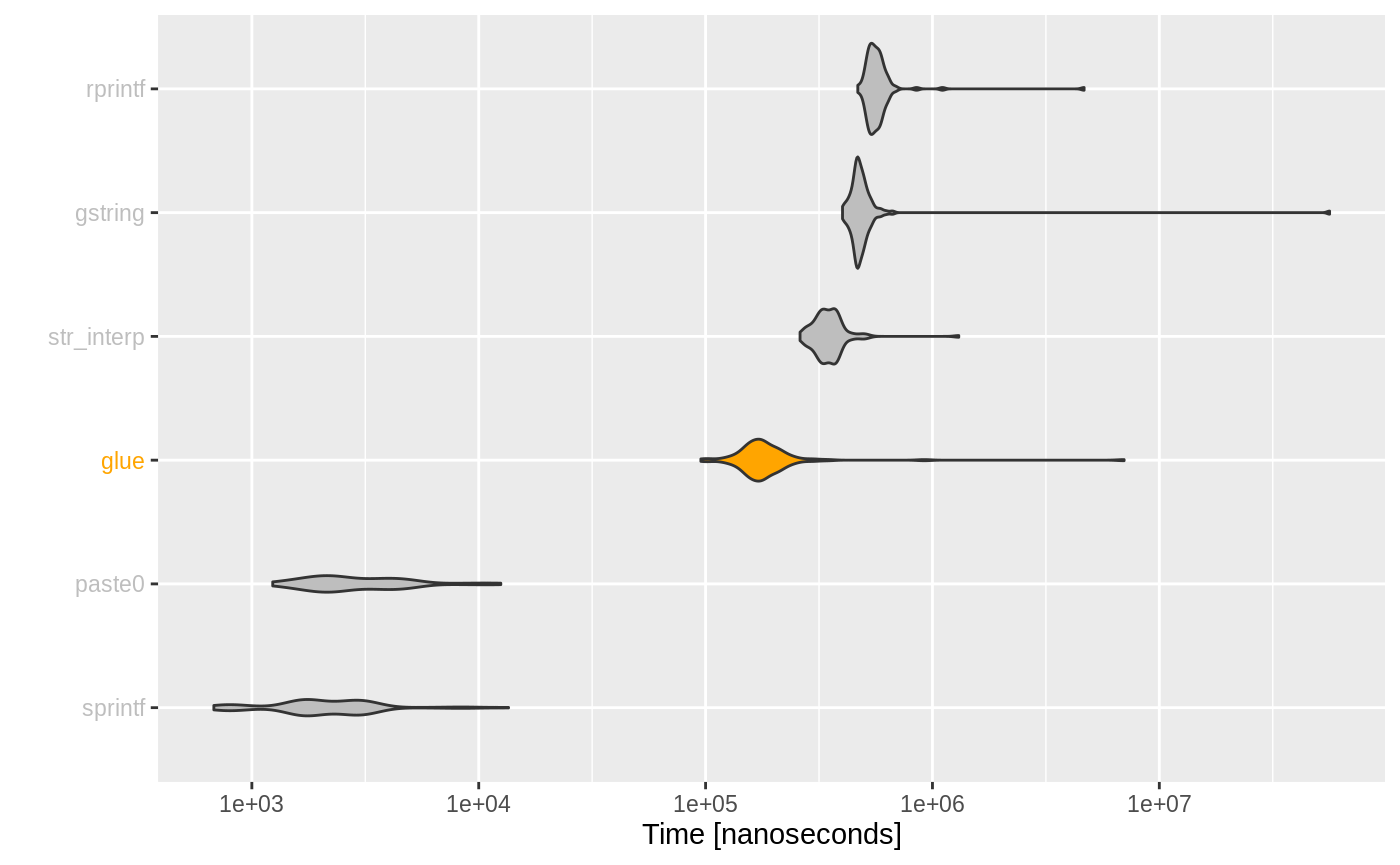 rprintf
gstring
str_interp
glue
paste0
sprintf
1e+03 1e+04 1e+05 1e+06 1e+07
Time [nanoseconds]